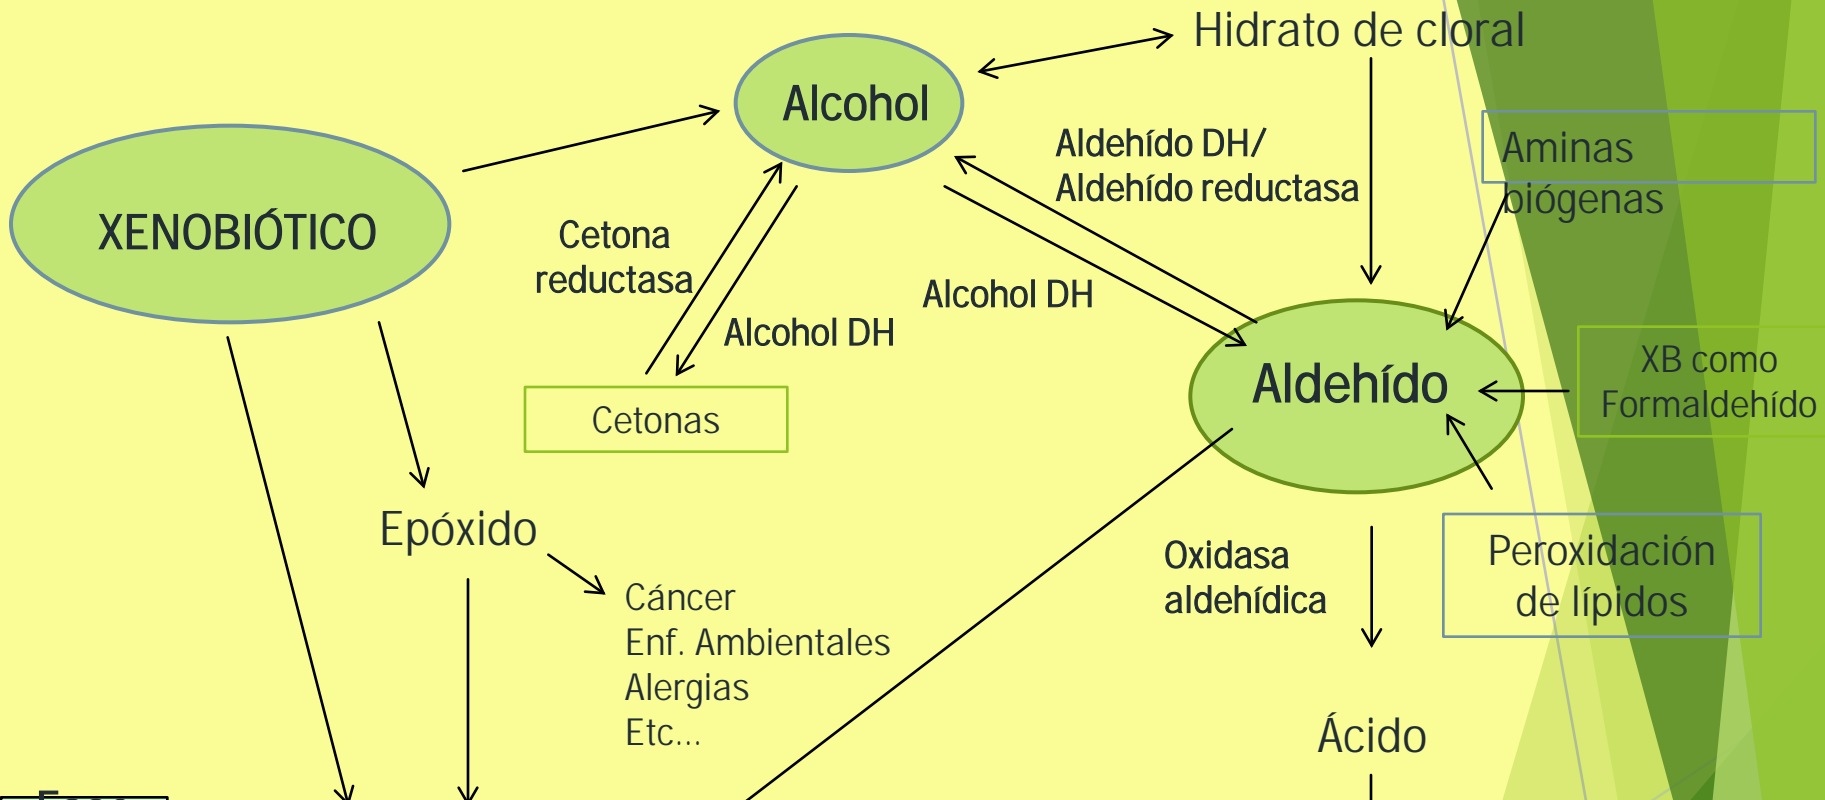 Hidrato de cloral
Alcohol
Aldehído DH/
Aldehído reductasa
Aminas
biógenas
XENOBIÓTICO
Cetona
reductasa
Alcohol DH
Alcohol DH
Cetonas
Aldehído
XB como
Formaldehído
Epóxido
Oxidasa
aldehídica
Peroxidación
de lípidos
Cáncer
Enf. Ambientales
Alergias
Etc...
Ácido